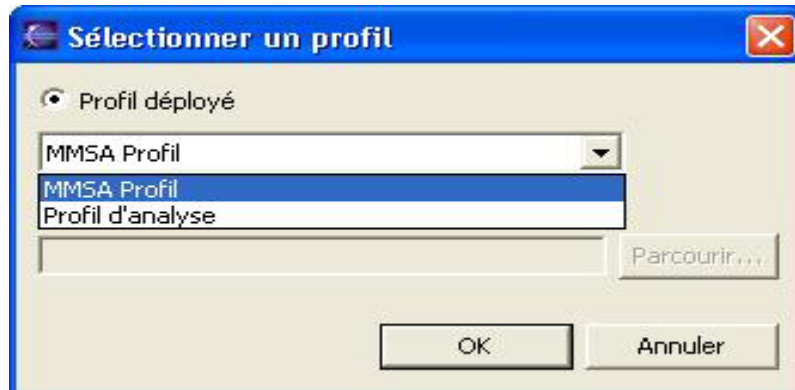 Sélectionner un profil
Profil déployé
MMSA Profil
MMSA Profil
Profil d'analyse
Parcourir...
OK Annuler